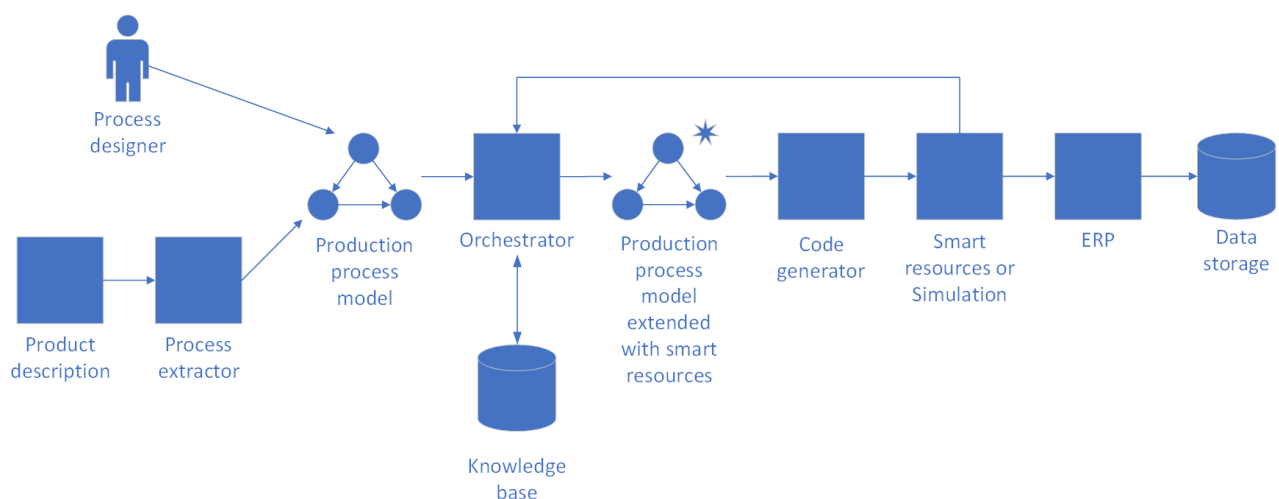 Process
designer
Product
description
Process
extractor
Production
process
model
Orchestrator
Knowledge
base
Production
process
model
extended
with smart
resources
Code
generator
Smart
resources or
Simulation
ERP
Data
storage